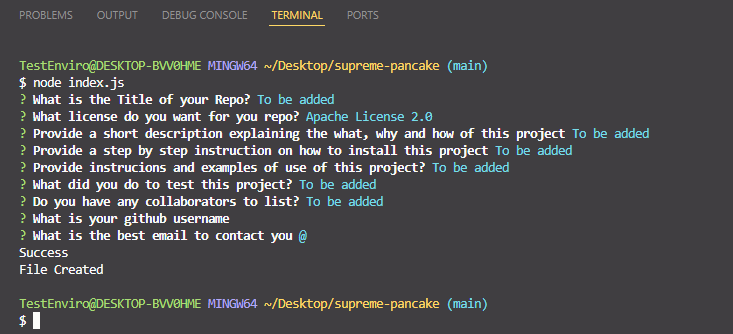 PROBLEMS OUTPUT DEBUG CONSOLE TERMINAL PORTS
TestEnviro@DESKTOP-BVV0HME MINGW64 ~/Desktop/supreme-pancake (main)
$ node index.js
? What is the Title of your Repo? To be added
? What license do you want for you repo? Apache License 2.0
? Provide a short description explaining the what, why and how of this project To be added
? Provide a step by step instruction on how to install this project To be added
? Provide instrucions and examples of use of this project? To be added
? What did you do to test this project? To be added
? Do you have any collaborators to list? To be added
? What is your github username
? What is the best email to contact you @
Success
File Created
TestEnviro@DESKTOP-BVV0HME MINGW64 ~/Desktop/supreme-pancake (main)
$